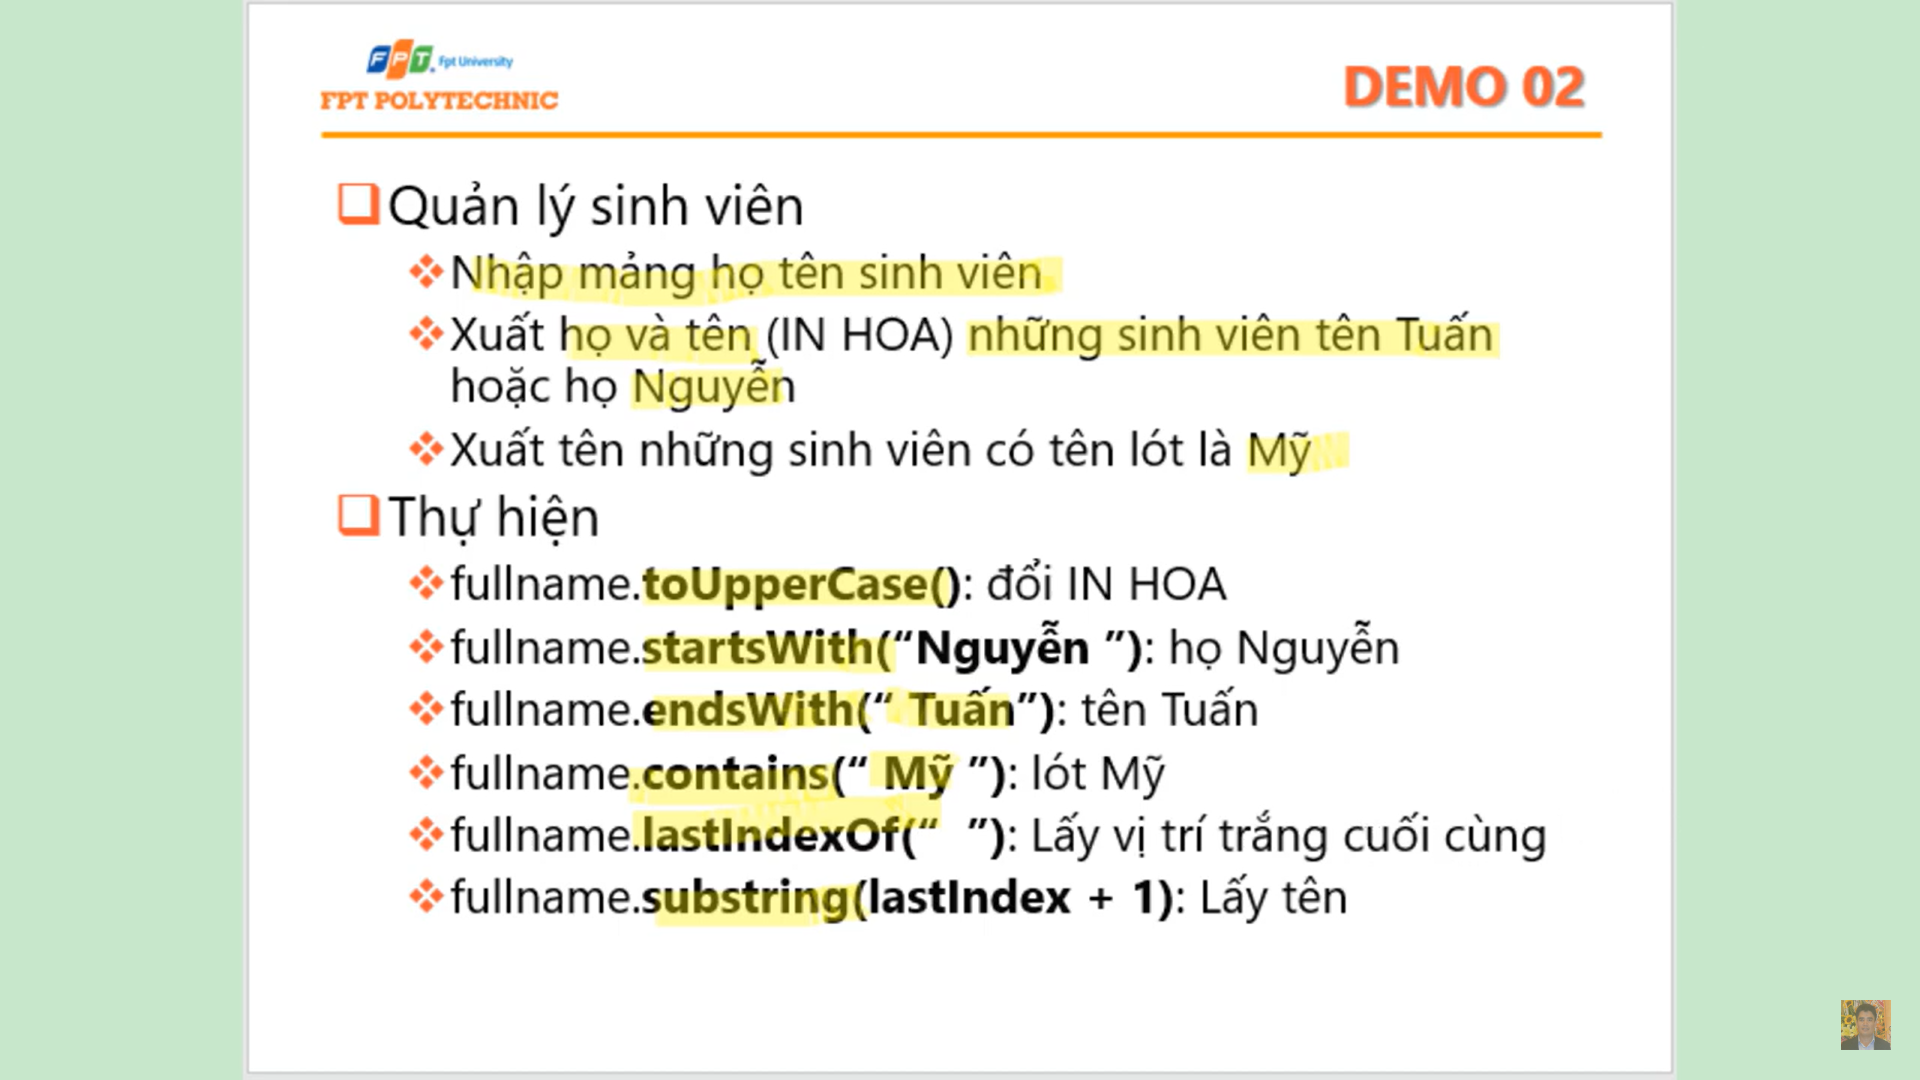 FPT Fpt University
FPT POLYTECHNIC
DEMO 02
Quản lý sinh viên
Nhập mảng họ tên sinh viên.
Xuất họ và tên (IN HOA) những sinh viên tên Tuấn
hoặc họ Nguyễn
Xuất tên những sinh viên có tên lót là Mỹ
Thự hiện
fullname.toUpperCase(): đổi IN HOA
fullname.startsWith(“Nguyễn ”): họ Nguyễn
fullname.endsWith(“ Tuấn”): tên Tuấn
fullname.contains(“ Mỹ ”): lót Mỹ
fullname.lastIndexOf(“ ”): Lấy vị trí trắng cuối cùng
fullname.substring(lastIndex + 1): Lấy tên